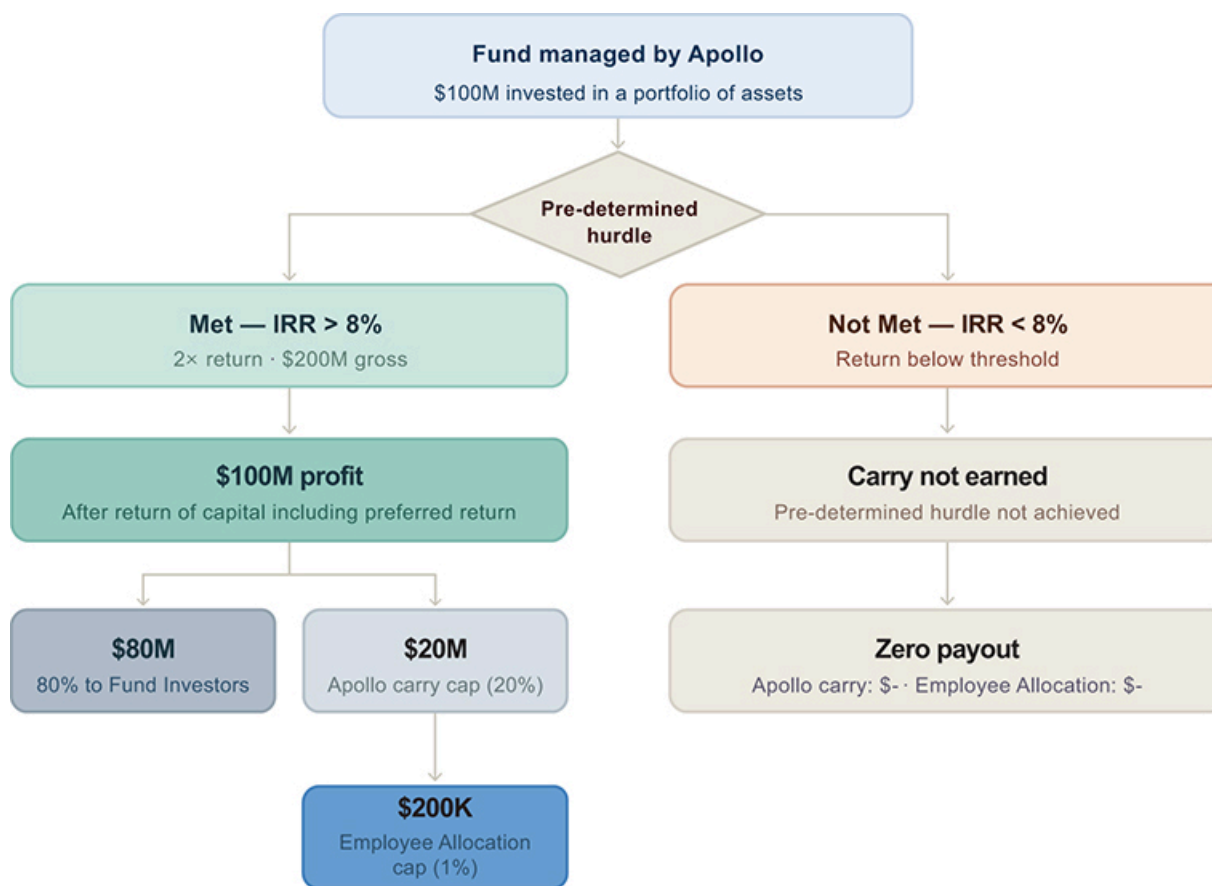 Fund managed by Apollo
$100M invested in a portfolio of assets
Pre-determined
hurdle
Met — IRR > 8%
2× return · $200M gross
Not Met — IRR < 8%
Return below threshold
$100M profit
After return of capital including preferred return
Carry not earned
Pre-determined hurdle not achieved
$80M
80% to Fund Investors
$20M
Apollo carry cap (20%)
Zero payout
Apollo carry: $- · Employee Allocation: $-
$200K
Employee Allocation
cap (1%)